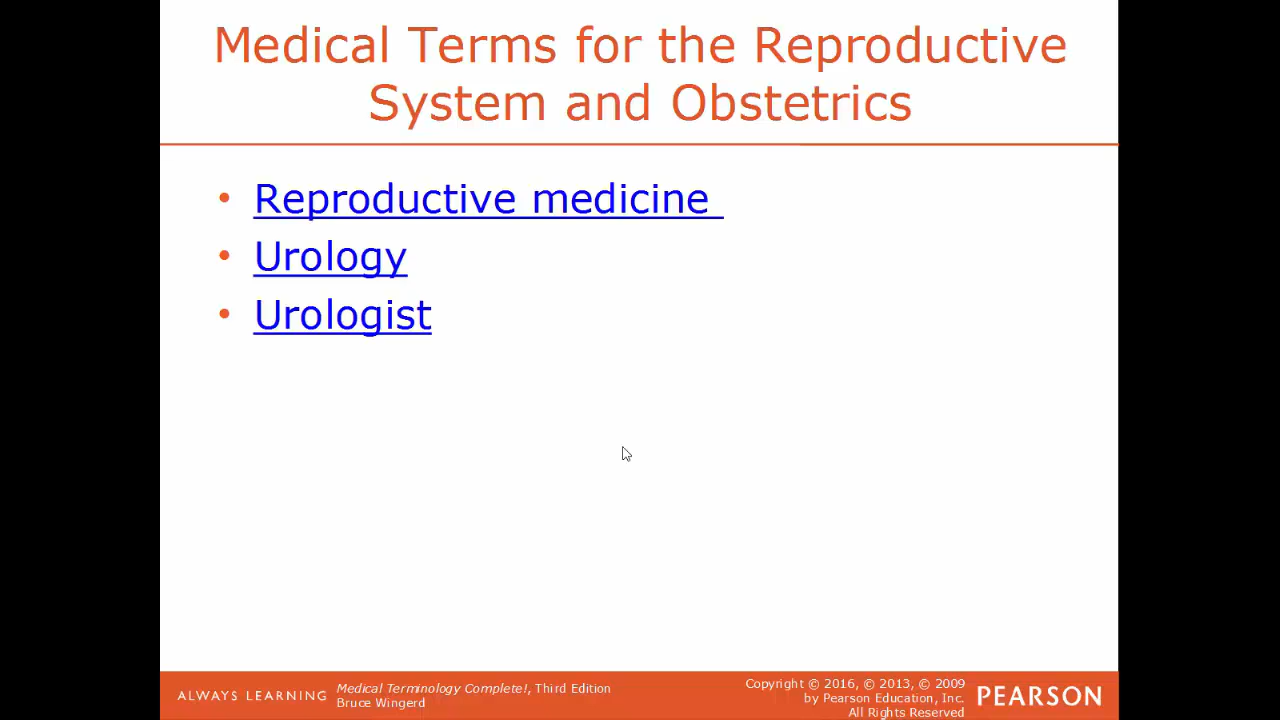 Medical Terms for the Reproductive
System and Obstetrics
• Reproductive medicine
• Urology
• Urologist
ALWAYS LEARNING
Medical Terminology Complete!, Third Edition
Bruce Wingerd
Copyright © 2016, © 2013, © 2009
by Pearson Education, Inc.
All Rights Reserved
PEARSON